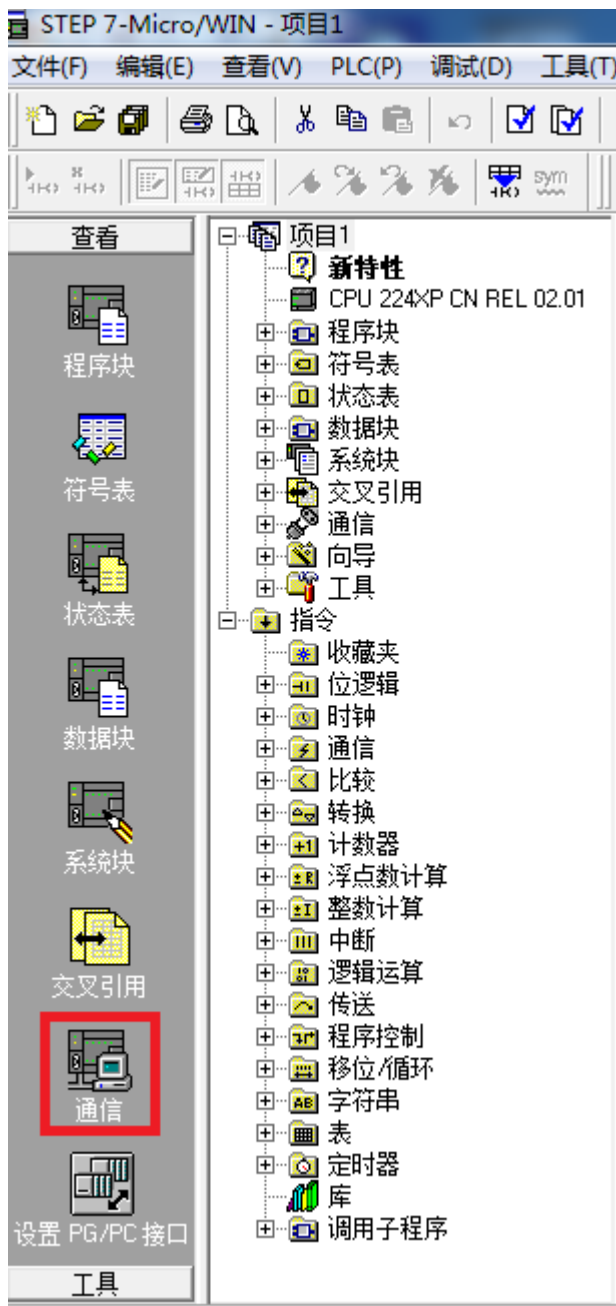 STEP 7-Micro/WIN - 项目1
文件(F) 编辑(E) 查看(V) PLC(P) 调试(D) 工具(T)
sym
查看
程序块
符号表
状态表
数据块
系统块
交叉引用
通信
设置 PG/PC 接口
工具
项目1
新特性
CPU 224XP CN REL 02.01
程序块
符号表
状态表
数据块
系统块
交叉引用
通信
向导
工具
指令
收藏夹
位逻辑
时钟
通信
比较
转换
计数器
浮点数计算
整数计算
中断
逻辑运算
传送
程序控制
移位/循环
字符串
表
定时器
库
调用子程序